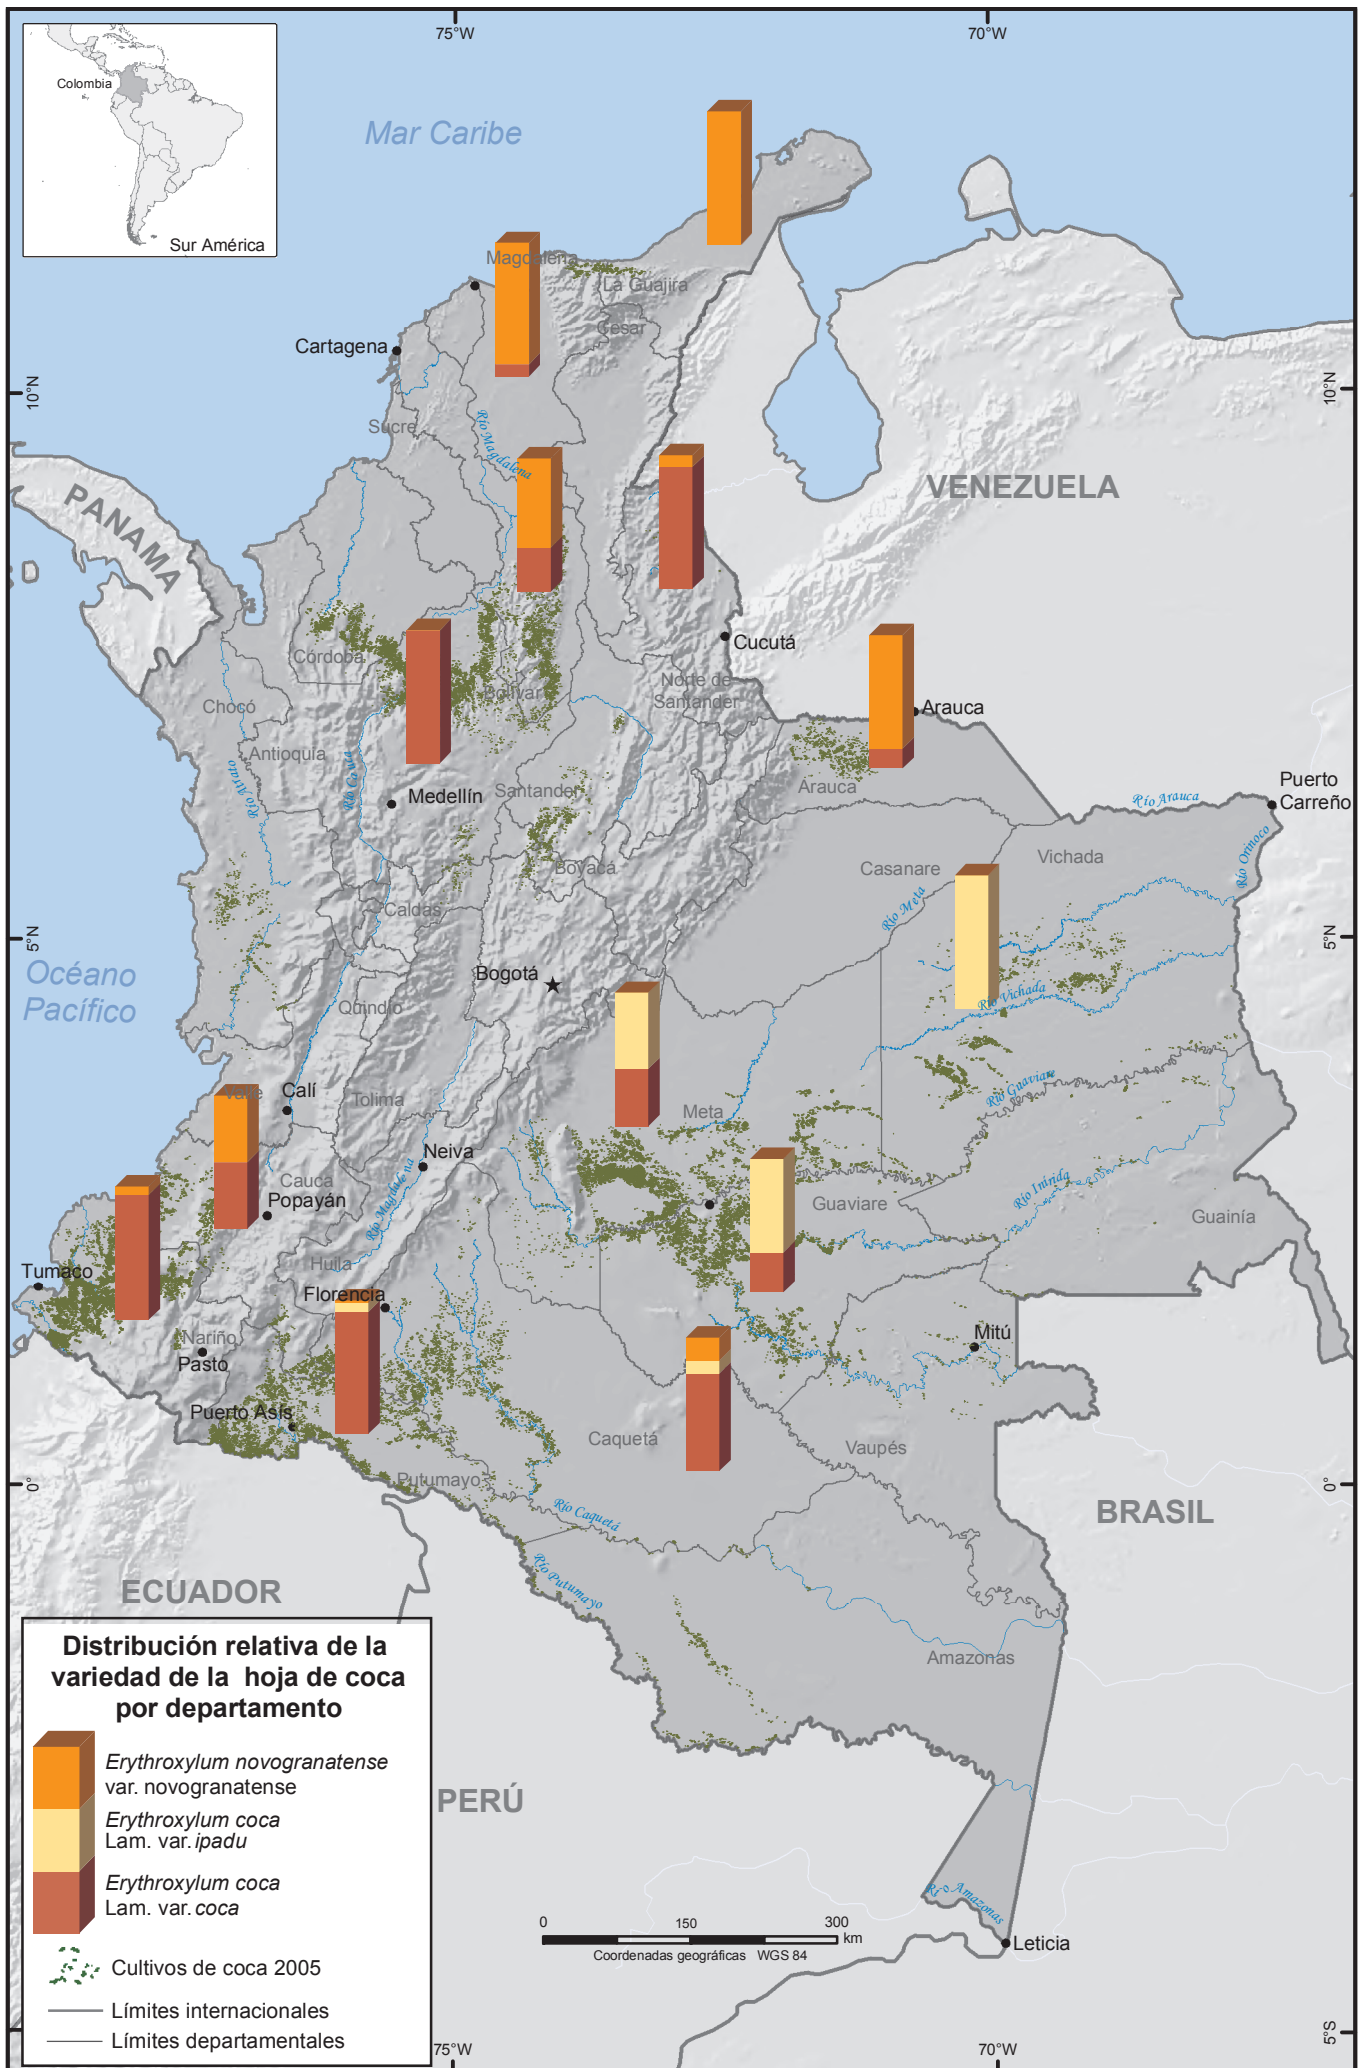 75°W
70°W
Colombia
Sur América
Mar Caribe
Magdalena
La Guajira
Cesar
Cartagena
10°N
10°N
Sucre
Río Magdalena
PANAMA
VENEZUELA
Cucutá
Córdoba
Norte de
Santander
Bolívar
Chocó
Arauca
Antioquía
Río Atrato
Río Cauca
Medellín
Santander
Arauca
Puerto
Carreño
Río Arauca
Río Orinoco
Boyacá
Casanare
Vichada
Caldas
Río Meta
5°N
5°N
Océano
Pacífico
Bogotá
Río Vichada
Quindío
Valle
Calí
Tolima
Meta
Río Guaviare
Neiva
Cauca
Popayán
Río Magdalena
Guaviare
Río Inírida
Guainía
Tumaco
Huila
Florencia
Nariño
Pasto
Mitú
Puerto Asís
Caquetá
Vaupés
Putumayo
0°
0°
Río Caquetá
BRASIL
Río Putumayo
ECUADOR
Amazonas
Distribución relativa de la
variedad de la hoja de coca
por departamento
Erythroxylum novogranatense
var. novogranatense
Erythroxylum coca
Lam. var. ipadu
Erythroxylum coca
Lam. var. coca
Cultivos de coca 2005
Límites internacionales
Límites departamentales
PERÚ
Río Amazonas
Leticia
0 150 300
km
Coordenadas geográficas WGS 84
5°S
75°W
70°W